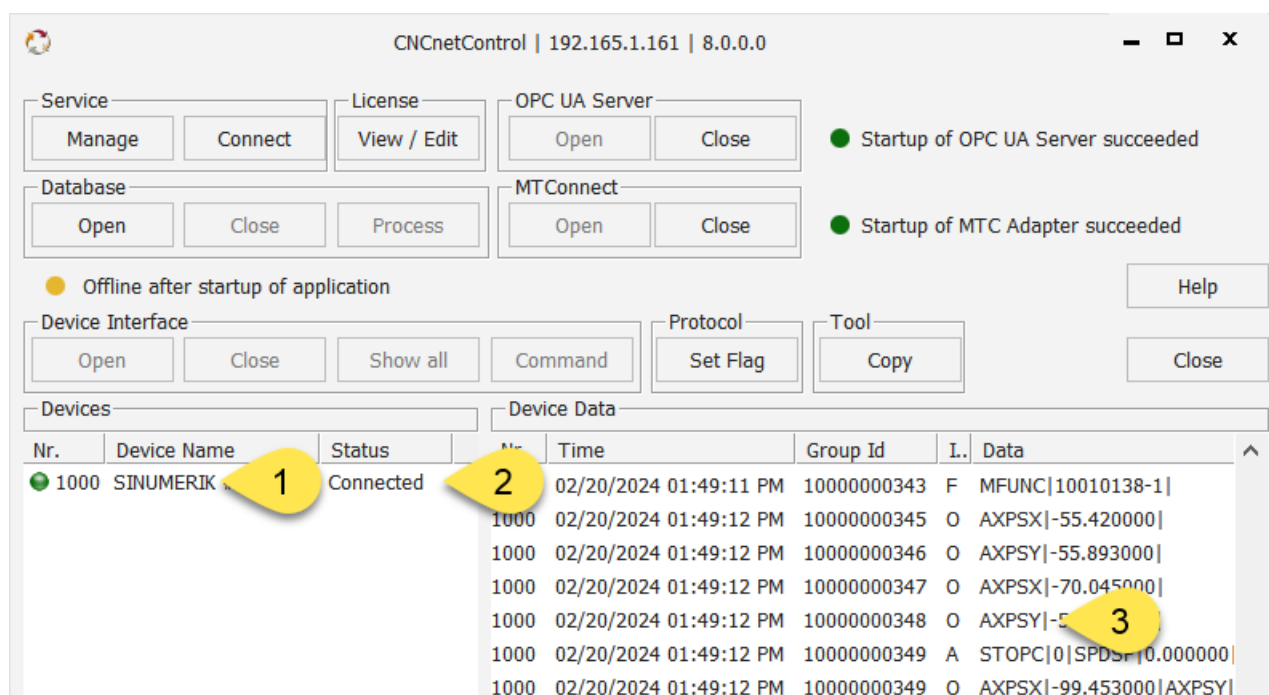 CNCnetControl | 192.165.1.161 | 8.0.0.0
Service License OPC UA Server
Manage Connect View / Edit Open Close Startup of OPC UA Server succeeded
Database MTConnect
Open Close Process Open Close Startup of MTC Adapter succeeded
Offline after startup of application Help
Device Interface Protocol Tool
Open Close Show all Command Set Flag Copy Close
Devices Device Data
Nr. Device Name Status Nr. Time Group Id I.. Data
1000 SINUMERIK 1 Connected 2 02/20/2024 01:49:11 PM 10000000343 F MFUNC|10010138-1|
1000 02/20/2024 01:49:12 PM 10000000345 O AXPSX|-55.420000|
1000 02/20/2024 01:49:12 PM 10000000346 O AXPSY|-55.893000|
1000 02/20/2024 01:49:12 PM 10000000347 O AXPSX|-70.045000|
1000 02/20/2024 01:49:12 PM 10000000348 O AXPSY|-5 3
1000 02/20/2024 01:49:12 PM 10000000349 A STOPC|0|SPDSP|0.000000|
1000 02/20/2024 01:49:12 PM 10000000349 O AXPSX|-99.453000|AXPSY|